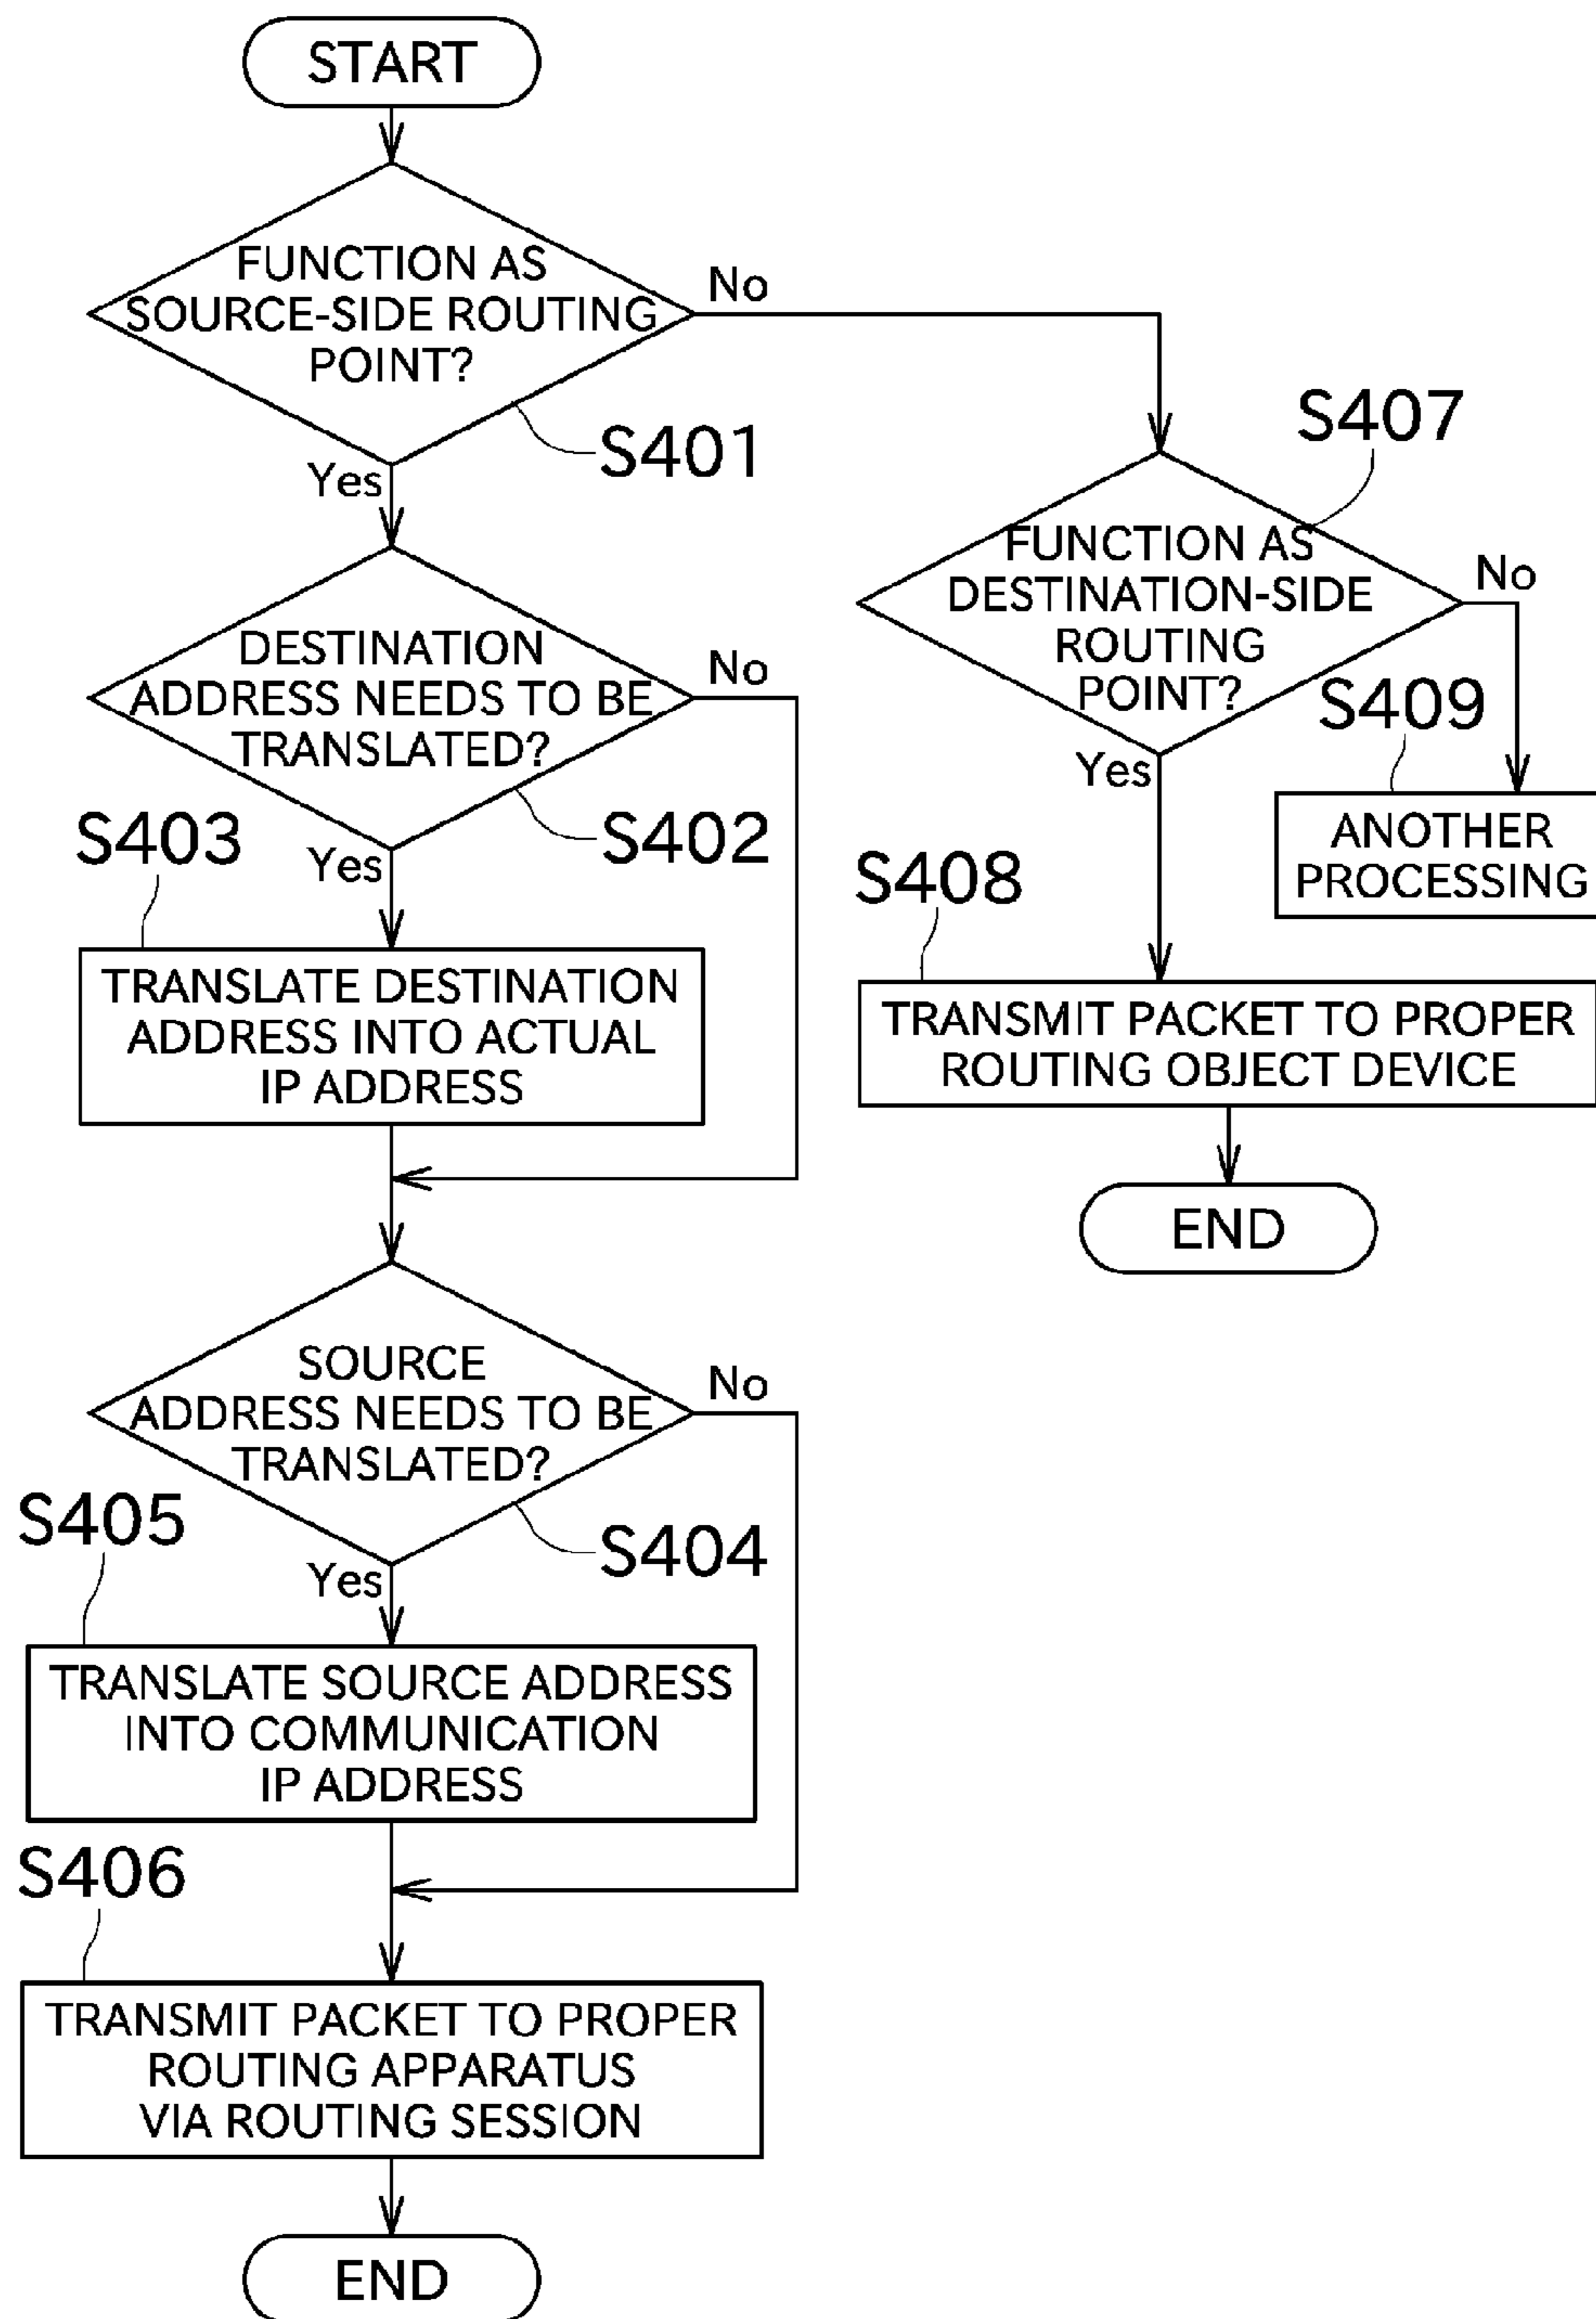 START
FUNCTION AS
SOURCE-SIDE ROUTING
POINT?
No
S401
Yes
DESTINATION
ADDRESS NEEDS TO BE
TRANSLATED?
No
S402
Yes
S403
TRANSLATE DESTINATION
ADDRESS INTO ACTUAL
IP ADDRESS
SOURCE
ADDRESS NEEDS TO BE
TRANSLATED?
No
S404
Yes
S405
TRANSLATE SOURCE ADDRESS
INTO COMMUNICATION
IP ADDRESS
S406
TRANSMIT PACKET TO PROPER
ROUTING APPARATUS
VIA ROUTING SESSION
END
S407
FUNCTION AS
DESTINATION-SIDE
ROUTING
POINT?
No
Yes
S409
ANOTHER
PROCESSING
S408
TRANSMIT PACKET TO PROPER
ROUTING OBJECT DEVICE
END